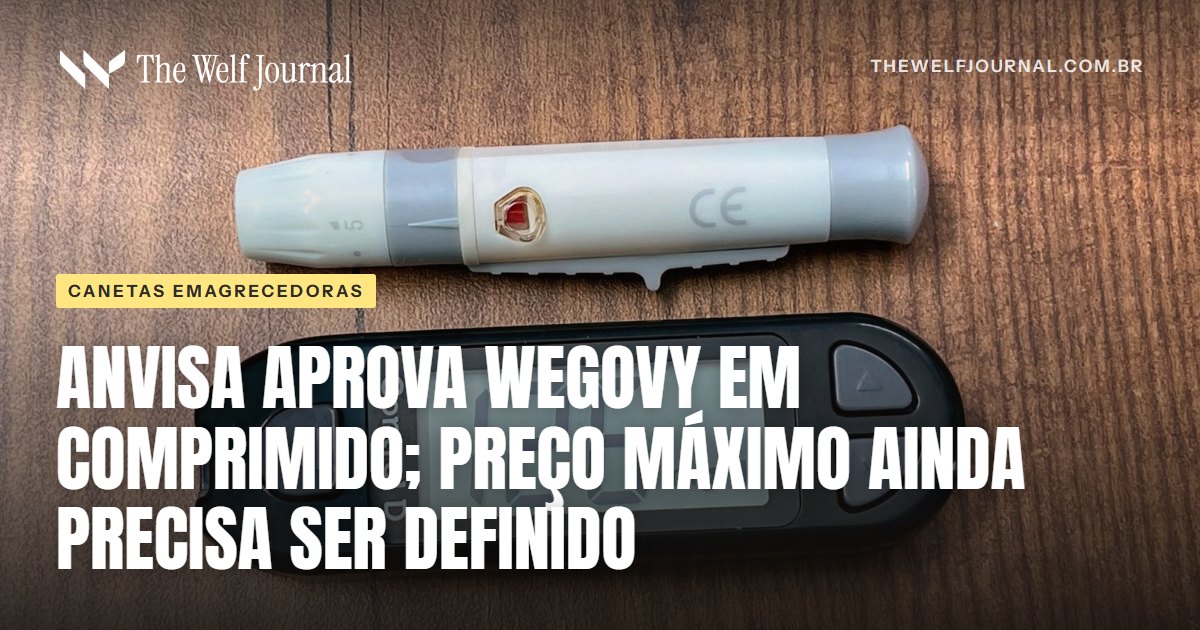 The Welf Journal
THEWELFJOURNAL.COM.BR
5
CE
CANETAS EMAGRECEDORAS
ANVISA APROVA WEGOVY EM
COMPRIMIDO; PREÇO MÁXIMO AINDA
PRECISA SER DEFINIDO